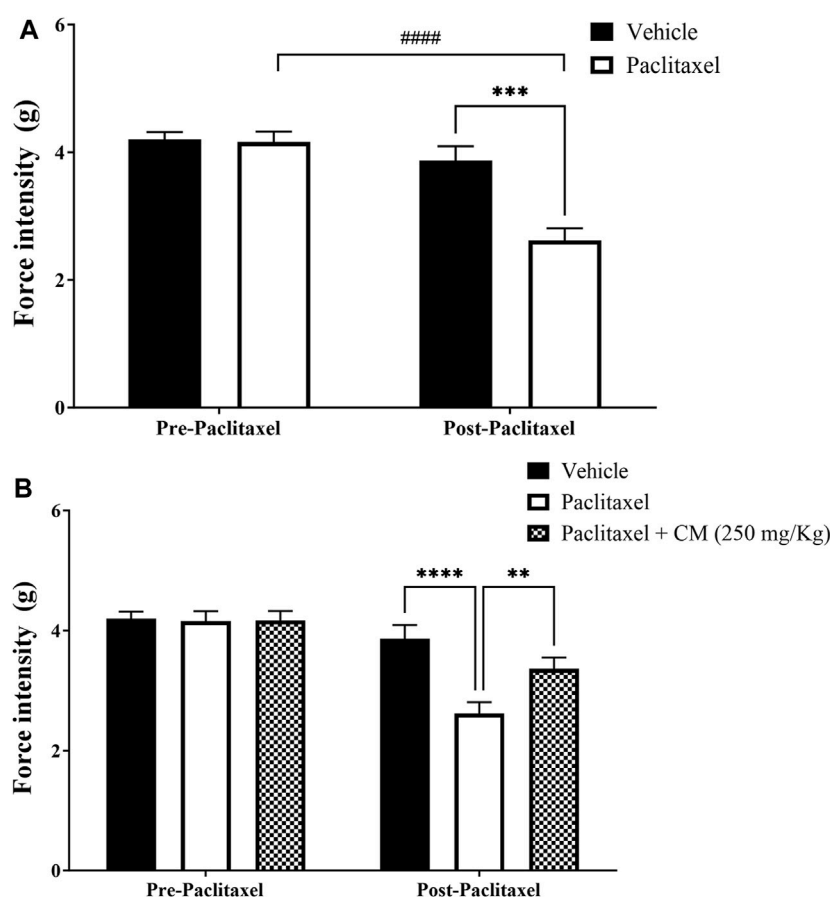 A
Vehicle
Paclitaxel
Force intensity (g)
6
4
2
0
####
***
Pre-Paclitaxel
Post-Paclitaxel
B
Vehicle
Paclitaxel
Paclitaxel + CM (250 mg/Kg)
Force intensity (g)
6
4
2
0
****
**
Pre-Paclitaxel
Post-Paclitaxel